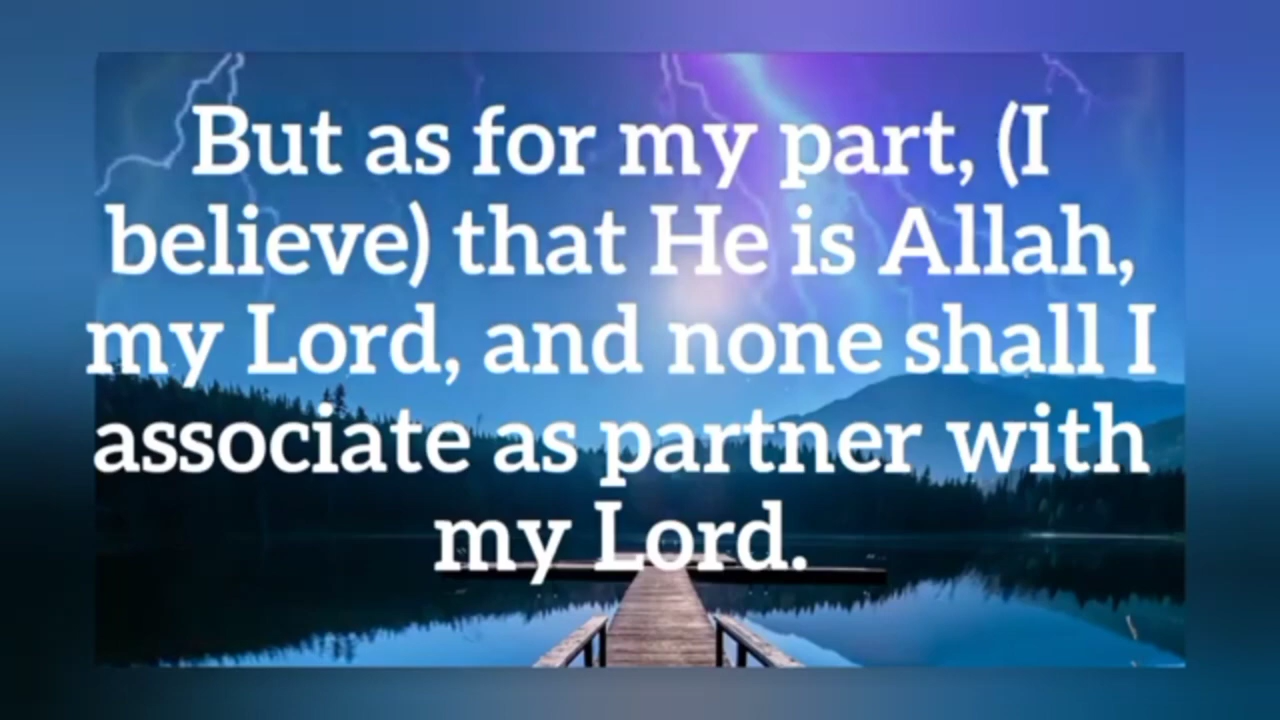 But as for my part, (I
believe) that He is Allah,
my Lord, and none shall I
associate as partner with
my Lord.